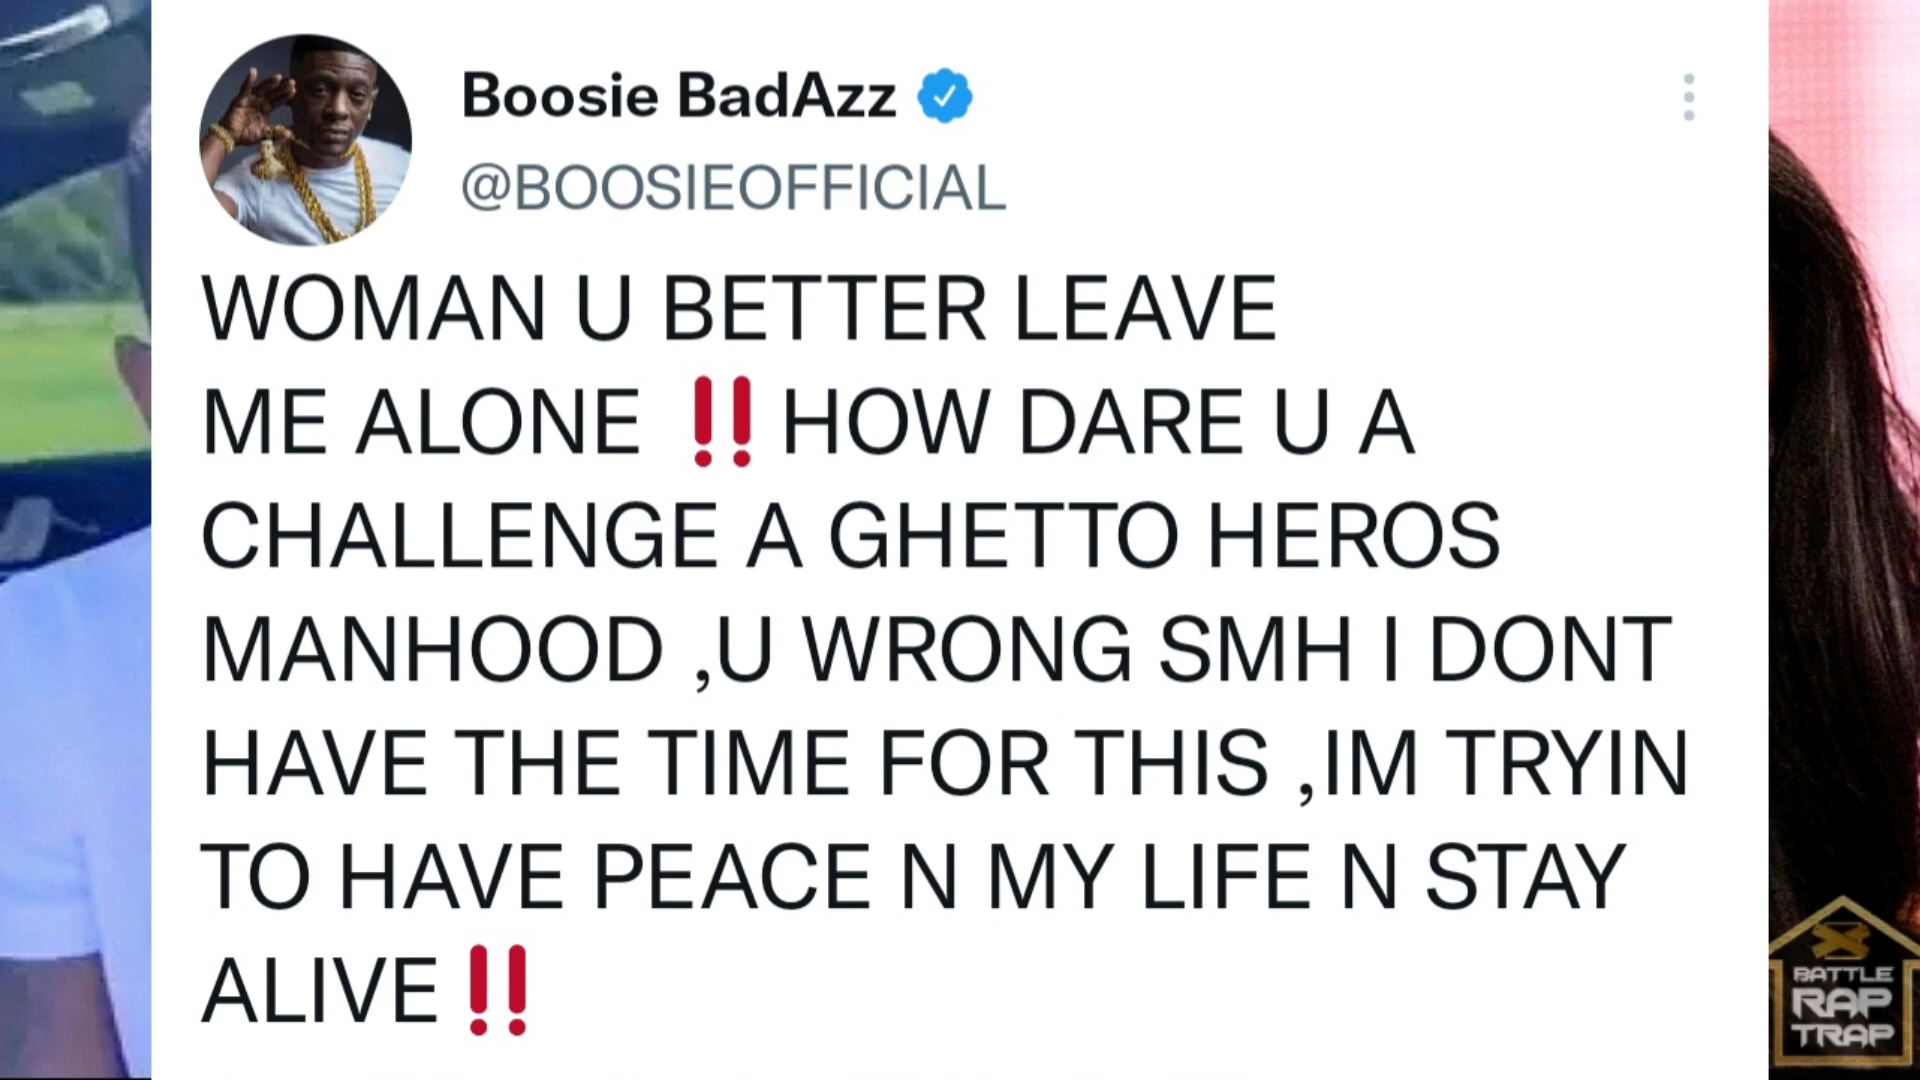 Boosie BadAzz
@BOOSIEOFFICIAL
WOMAN U BETTER LEAVE
ME ALONE ‼️HOW DARE U A
CHALLENGE A GHETTO HEROS
MANHOOD ,U WRONG SMH I DONT
HAVE THE TIME FOR THIS ,IM TRYIN
TO HAVE PEACE N MY LIFE N STAY
ALIVE‼️
BATTLE
RAP
TRAP